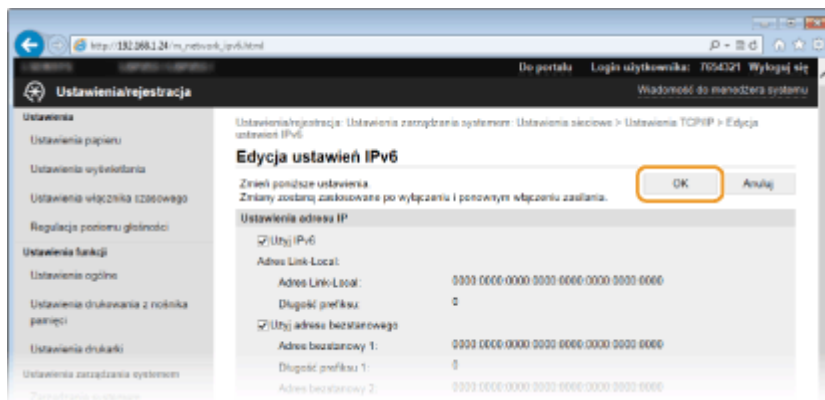 http://192.168.1.24/m_network_ipv6.html
Do portalu Login użytkownika: 7654321 Wyloguj się
Ustawienia/rejestracja
Wiadomość do menedżera systemu
Ustawienia
Ustawienia papieru
Ustawienia wyświetlania
Ustawienia włącznika czasowego
Regulacja poziomu głośności
Ustawienia funkcji
Ustawienia ogólne
Ustawienia drukowania z nośnika
pamięci
Ustawienia drukarki
Ustawienia zarządzania systemem
Zarządzanie systemem
Ustawienia/rejestracja: Ustawienia zarządzania systemem: Ustawienia sieciowe > Ustawienia TCP/IP > Edycja
ustawień IPv6
Edycja ustawień IPv6
Zmień poniższe ustawienia.
Zmiany zostaną zastosowane po wyłączeniu i ponownym włączeniu zasilania.
OK Anuluj
Ustawienia adresu IP
Użyj IPv6
Adres Link-Local:
Adres Link-Local: 0000:0000:0000:0000:0000:0000:0000:0000
Długość prefiksu: 0
Użyj adresu bezstanowego
Adres bezstanowy 1: 0000:0000:0000:0000:0000:0000:0000:0000
Długość prefiksu 1: 0
Adres bezstanowy 2: 0000:0000:0000:0000:0000:0000:0000:0000